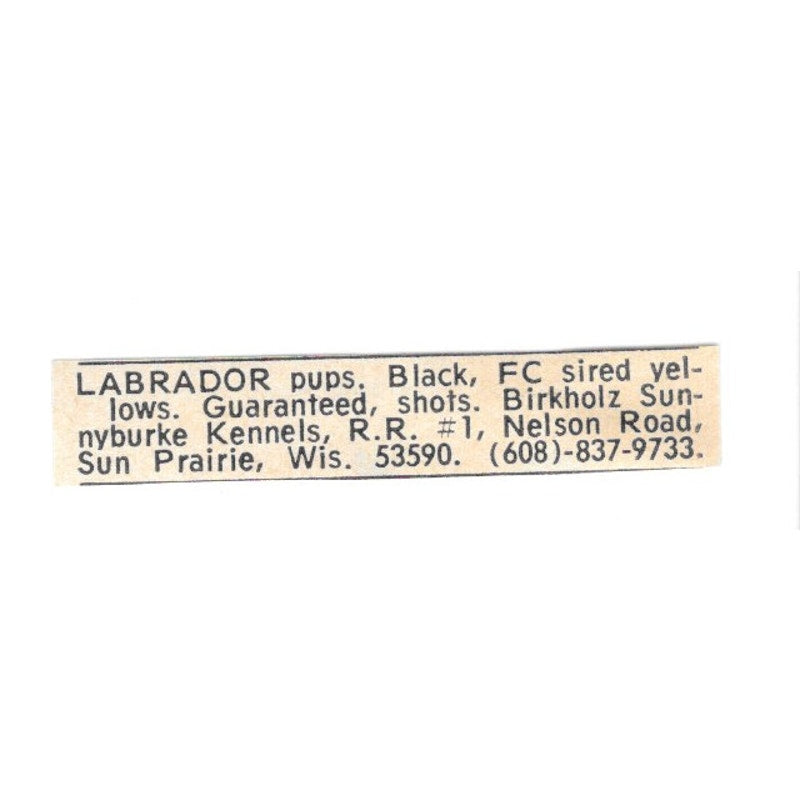 LABRADOR pups. Black, FC sired yel-
lows. Guaranteed, shots. Birkholz Sun-
nyburke Kennels, R.R. #1, Nelson Road,
Sun Prairie, Wis. 53590. (608)-837-9733.